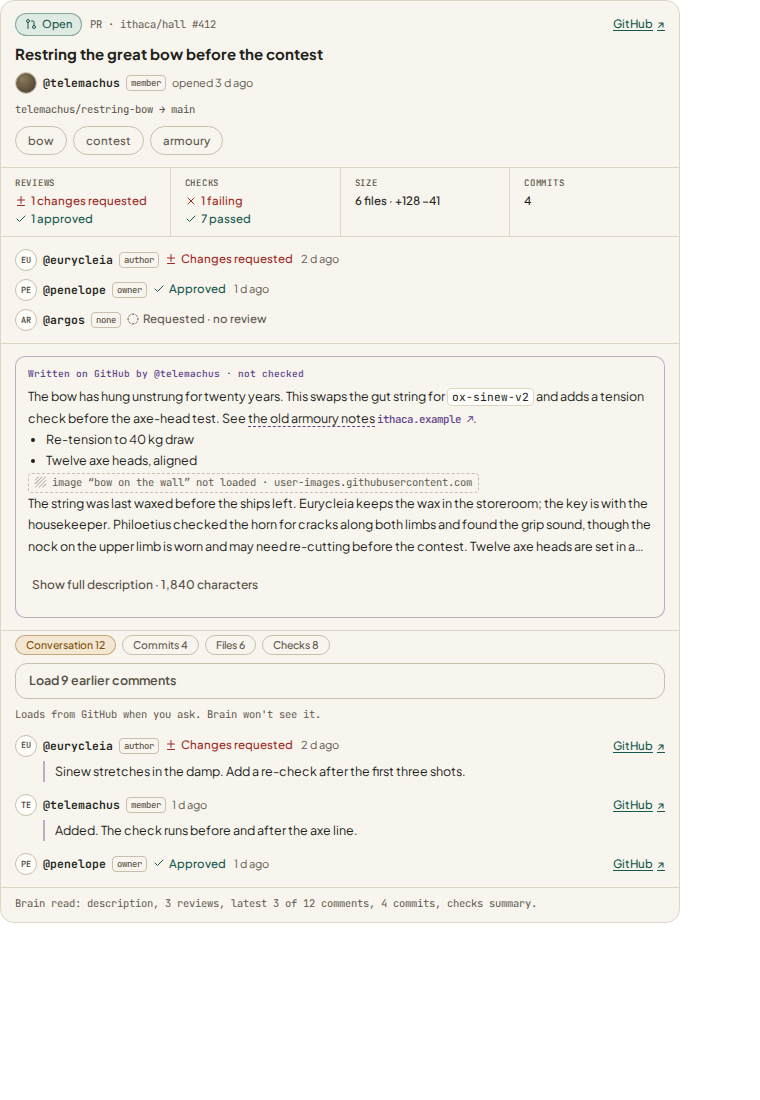 Open PR · ithaca/hall #412 GitHub ↗
Restring the great bow before the contest
@telemachus member opened 3 d ago
telemachus/restring-bow → main
bow contest armoury
REVIEWS CHECKS SIZE COMMITS
± 1 changes requested × 1 failing 6 files · +128 −41 4
✓ 1 approved ✓ 7 passed
EU @eurycleia author ± Changes requested 2 d ago
PE @penelope owner ✓ Approved 1 d ago
AR @argos none Requested · no review
Written on GitHub by @telemachus · not checked
The bow has hung unstrung for twenty years. This swaps the gut string for ox-sinew-v2 and adds a tension
check before the axe-head test. See the old armoury notes ithaca.example ↗.
• Re-tension to 40 kg draw
• Twelve axe heads, aligned
image “bow on the wall” not loaded · user-images.githubusercontent.com
The string was last waxed before the ships left. Eurycleia keeps the wax in the storeroom; the key is with the
housekeeper. Philoetius checked the horn for cracks along both limbs and found the grip sound, though the
nock on the upper limb is worn and may need re-cutting before the contest. Twelve axe heads are set in a…
Show full description · 1,840 characters
Conversation 12 Commits 4 Files 6 Checks 8
Load 9 earlier comments
Loads from GitHub when you ask. Brain won't see it.
EU @eurycleia author ± Changes requested 2 d ago GitHub ↗
Sinew stretches in the damp. Add a re-check after the first three shots.
TE @telemachus member 1 d ago GitHub ↗
Added. The check runs before and after the axe line.
PE @penelope owner ✓ Approved 1 d ago GitHub ↗
Brain read: description, 3 reviews, latest 3 of 12 comments, 4 commits, checks summary.